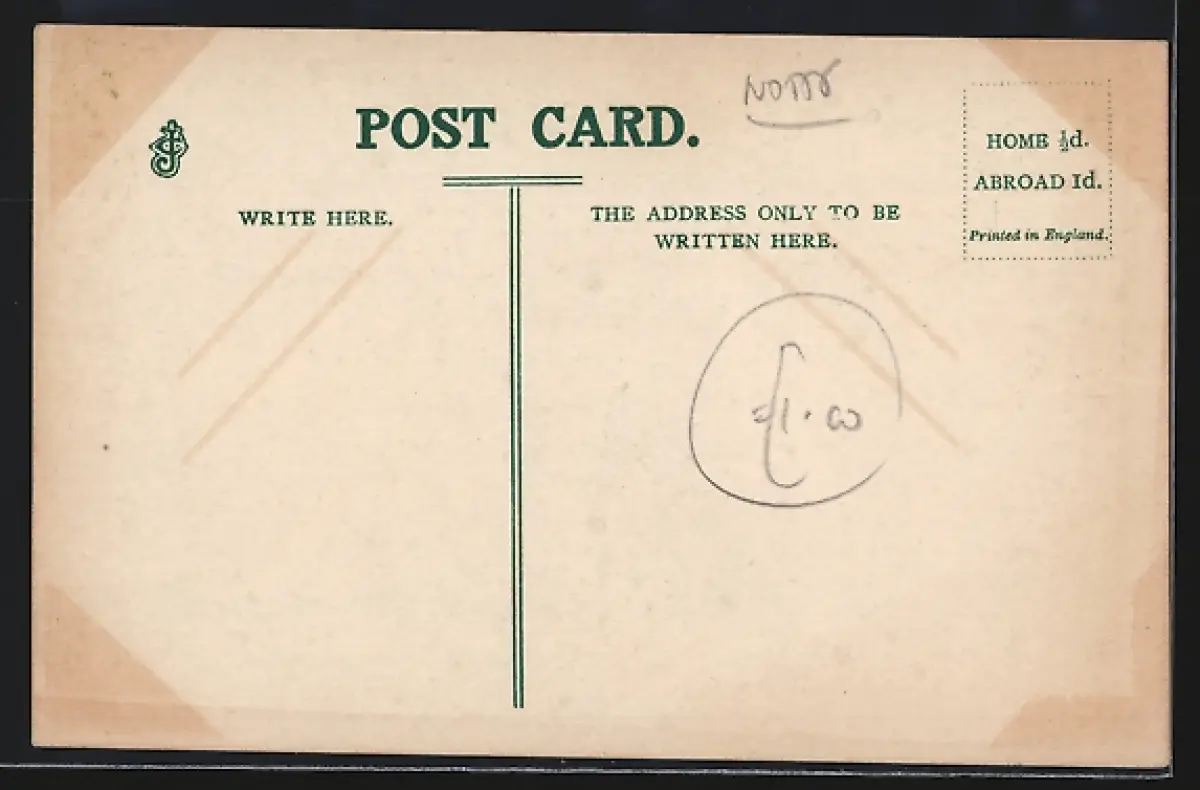 POST CARD.
WRITE HERE.
THE ADDRESS ONLY TO BE
WRITTEN HERE.
HOME ½d.
ABROAD 1d.
Printed in England.
£1.00